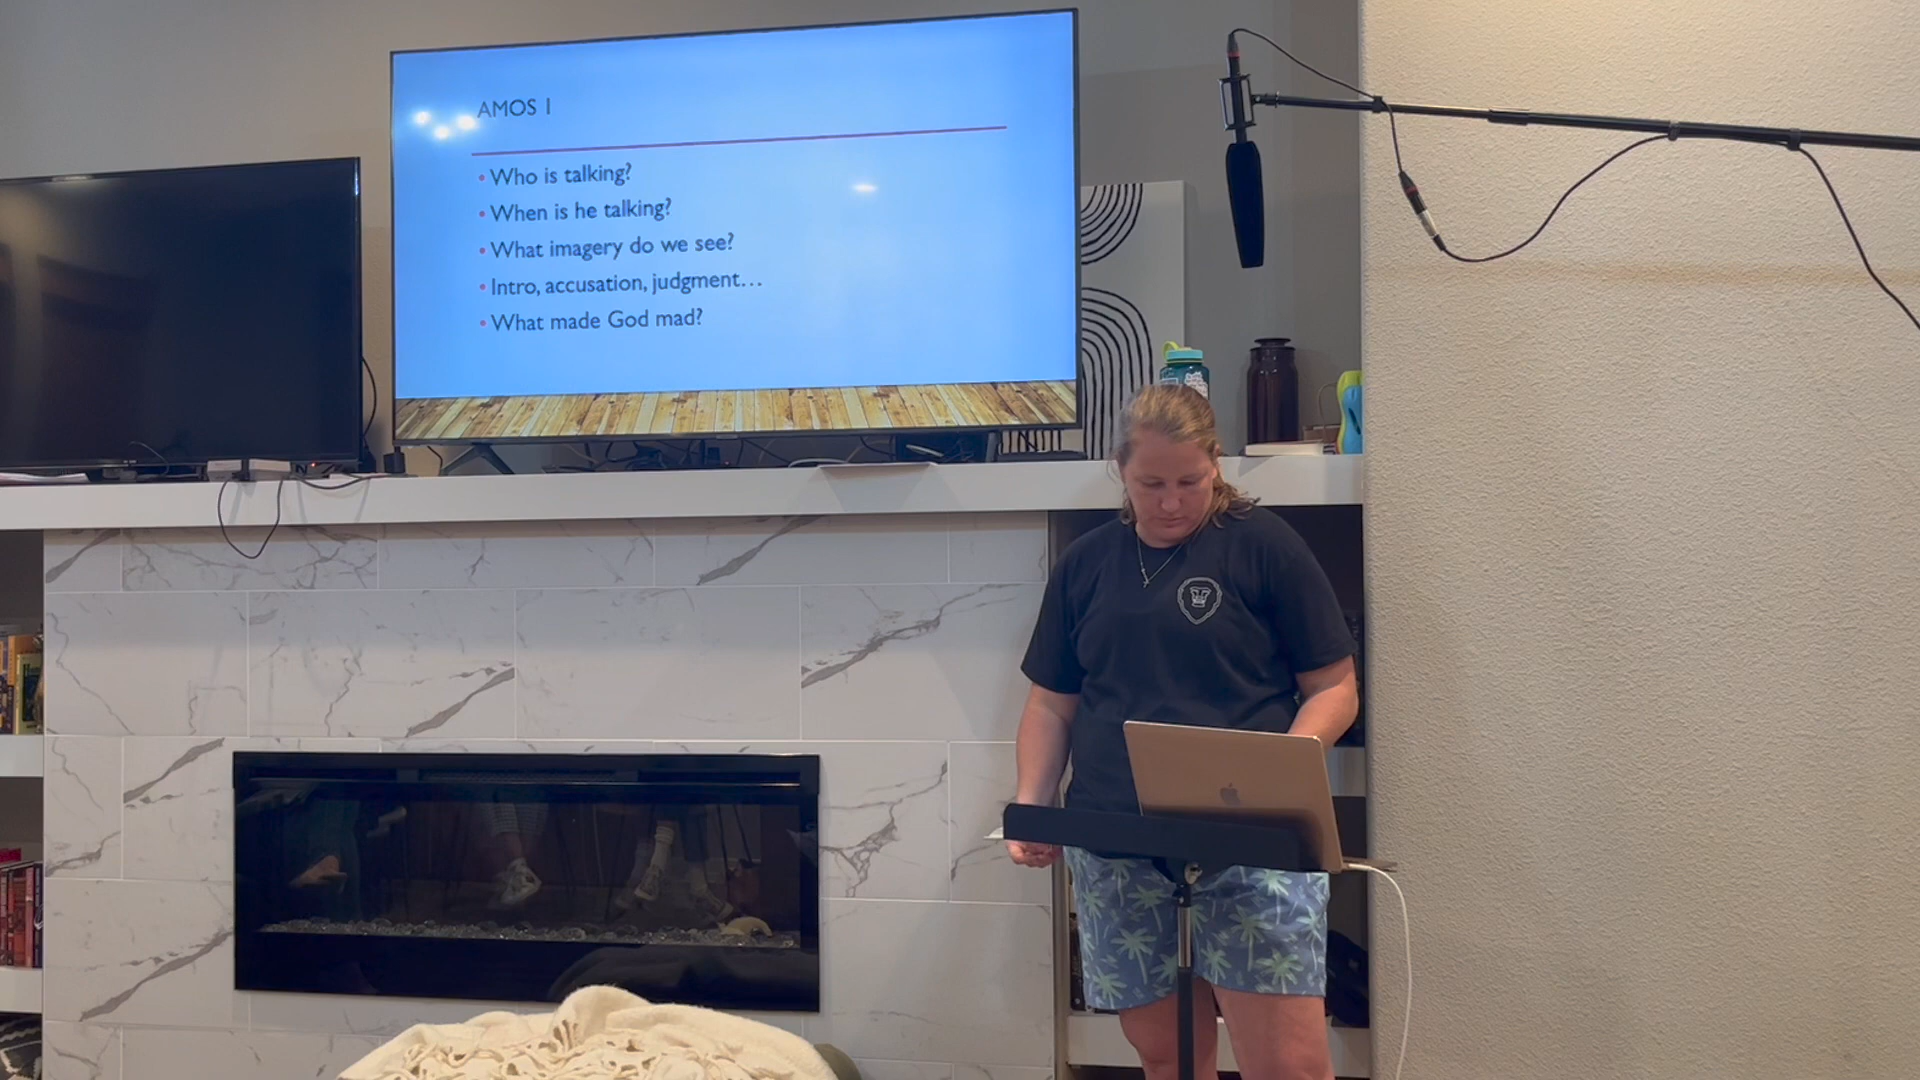 AMOS 1
• Who is talking?
• When is he talking?
• What imagery do we see?
• Intro, accusation, judgment...
• What made God mad?